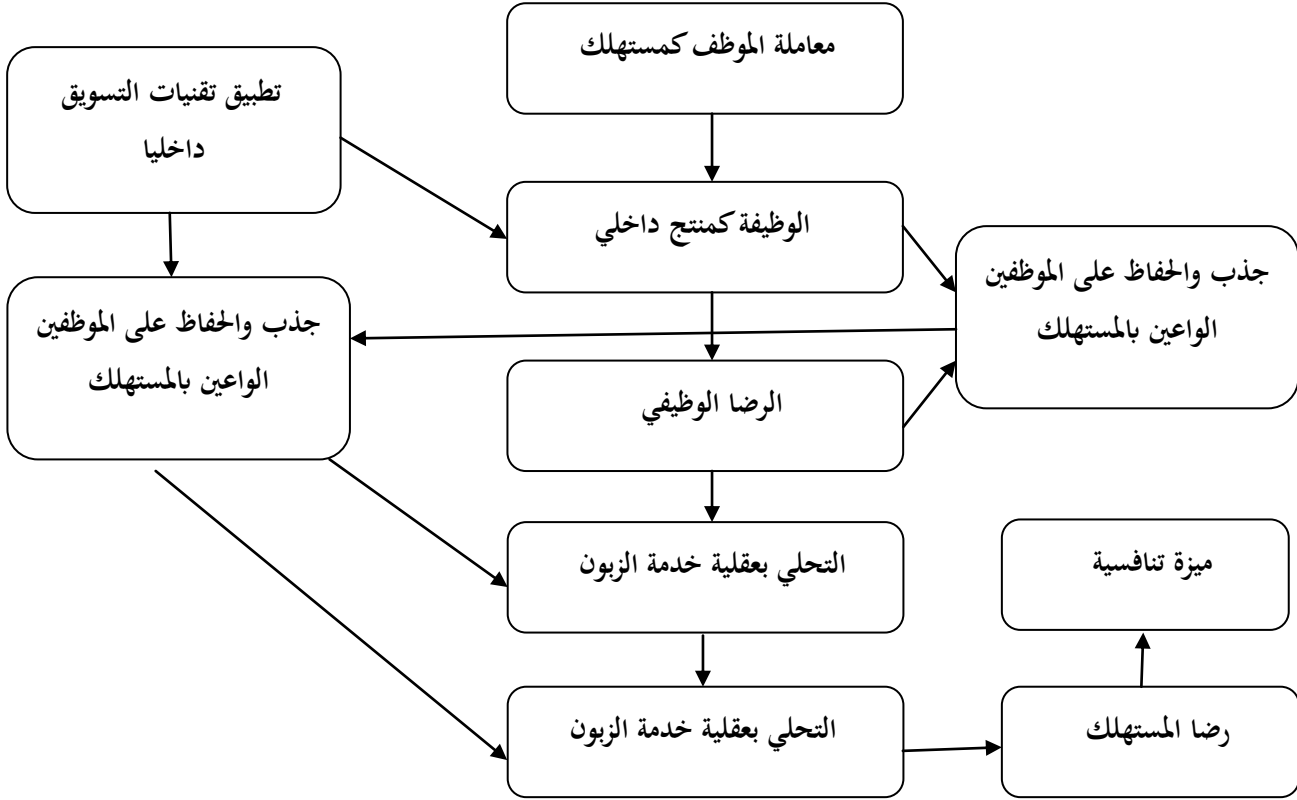 معاملة الموظف كمستهلك
تطبيق تقنيات التسويق
داخليا
الوظيفة كمنتج داخلي
جذب والحفاظ على الموظفين
الواعين بالمستهلك
جذب والحفاظ على الموظفين
الواعين بالمستهلك
الرضا الوظيفي
التحلي بعقلية خدمة الزبون
ميزة تنافسية
التحلي بعقلية خدمة الزبون
رضا المستهلك